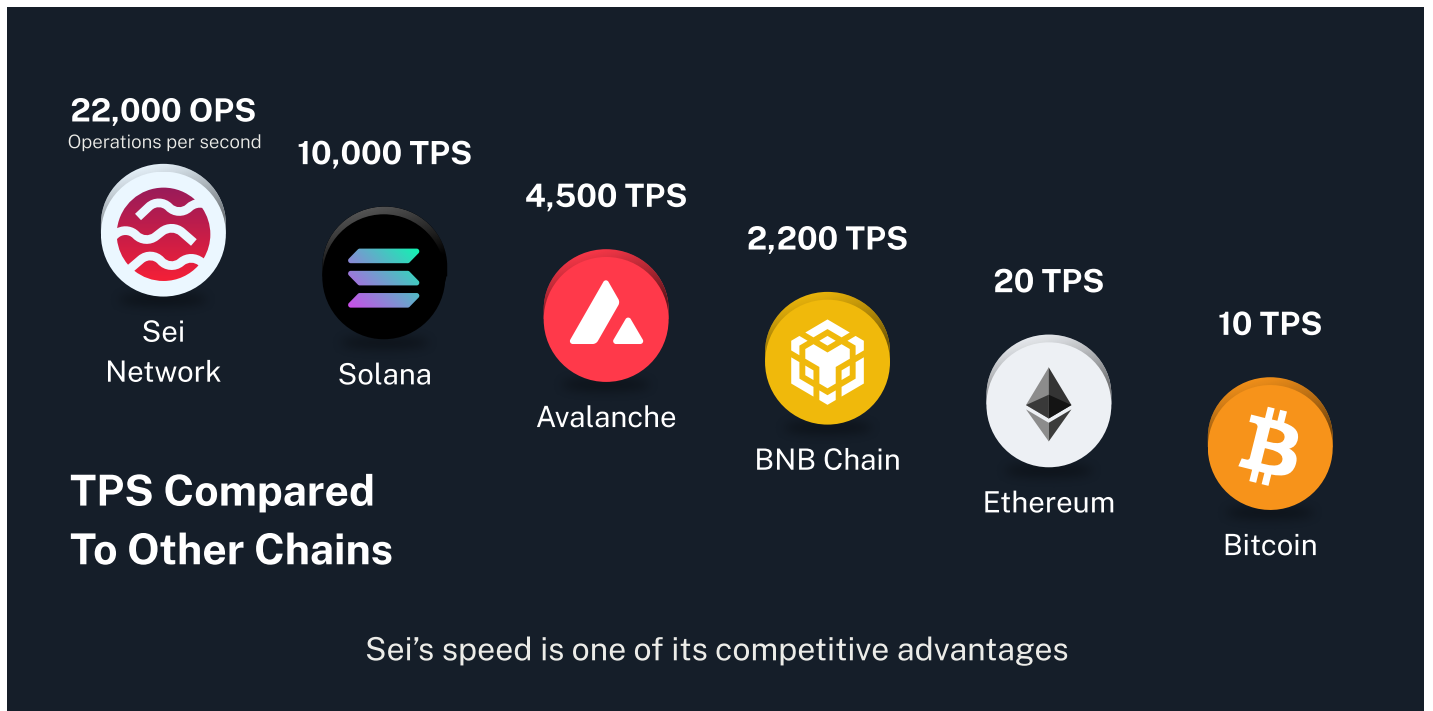 22,000 OPS
Operations per second
Sei
Network
10,000 TPS
Solana
4,500 TPS
Avalanche
2,200 TPS
BNB Chain
20 TPS
Ethereum
10 TPS
Bitcoin
TPS Compared
To Other Chains
Sei’s speed is one of its competitive advantages